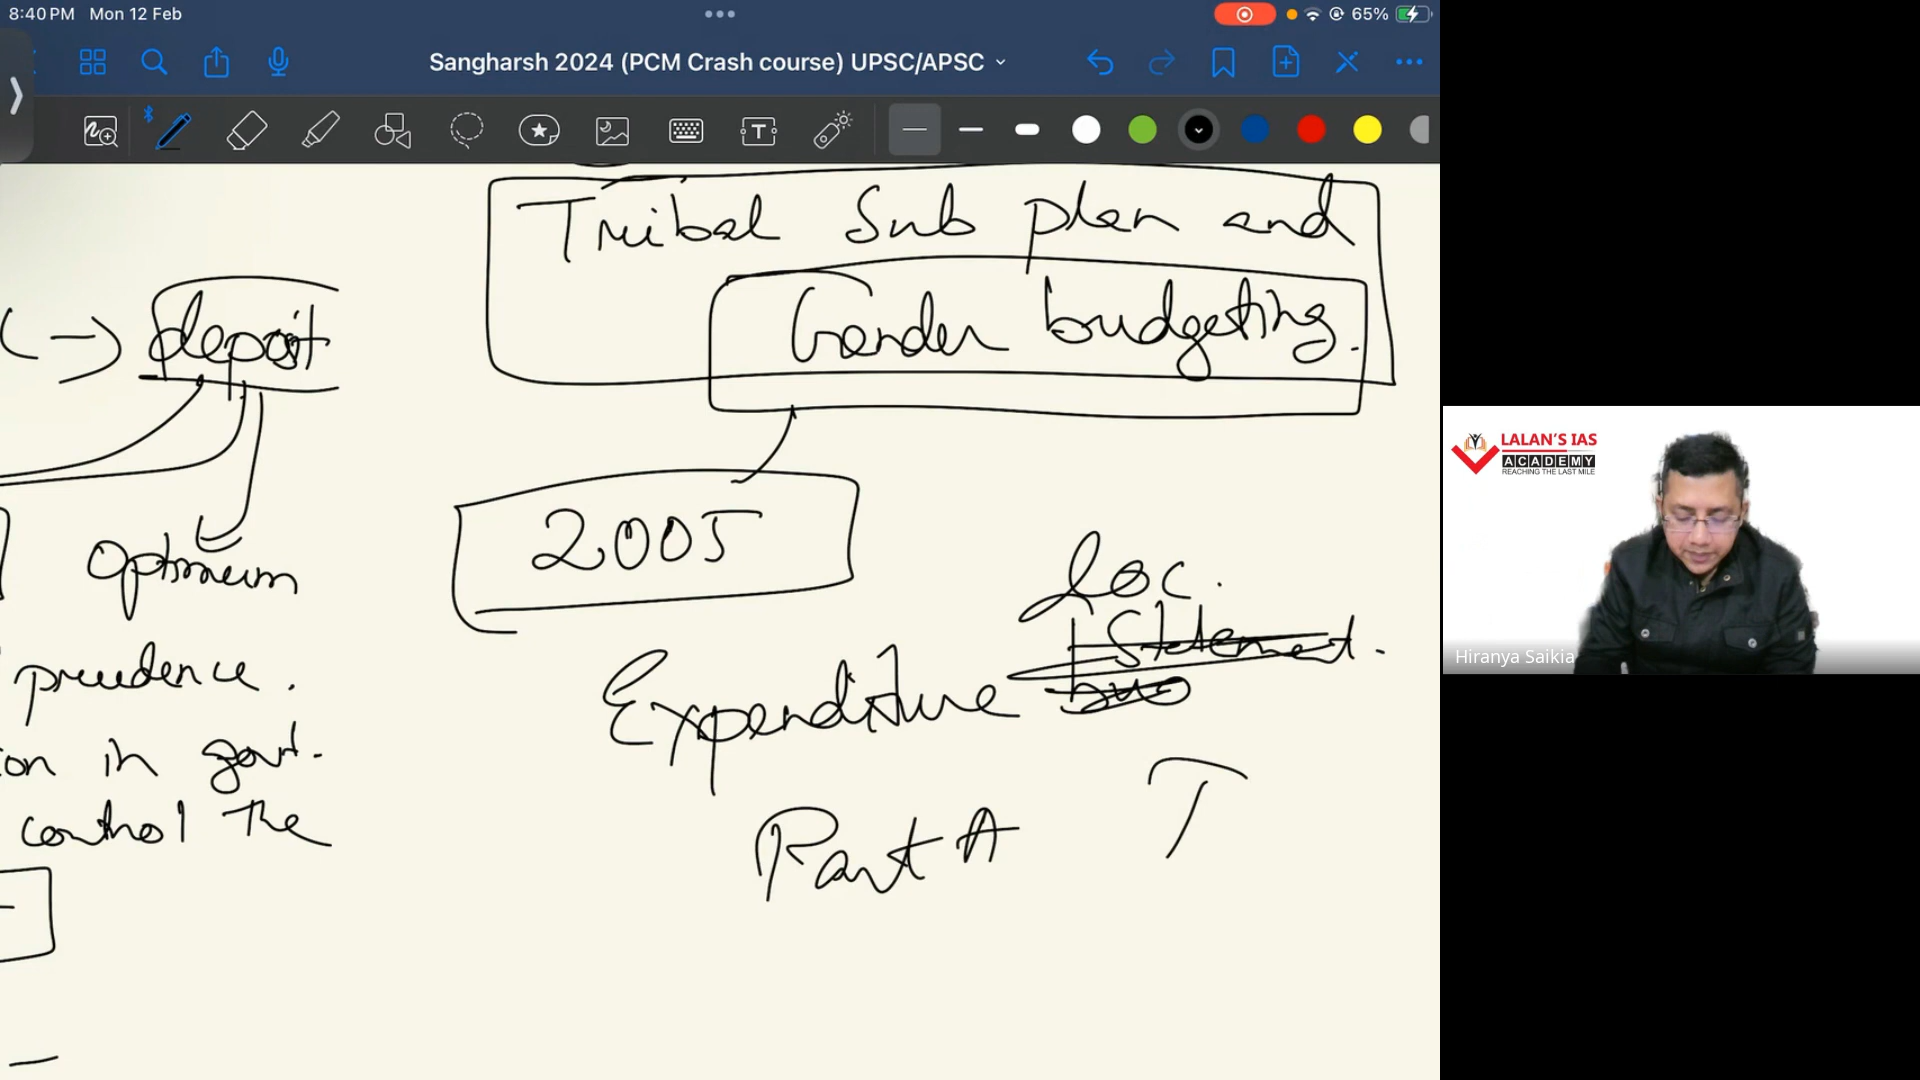 8:40 PM Mon 12 Feb
65%
Sangharsh 2024 (PCM Crash course) UPSC/APSC
T
Tribal Sub plan and
Gender budgeting.
→ deposit
2005
optimum
doc.
Statement.
Expenditure
prudence.
on in govt.
control the
Part A T
LALAN'S IAS
ACADEMY
REACHING THE LAST MILE
Hiranya Saikia